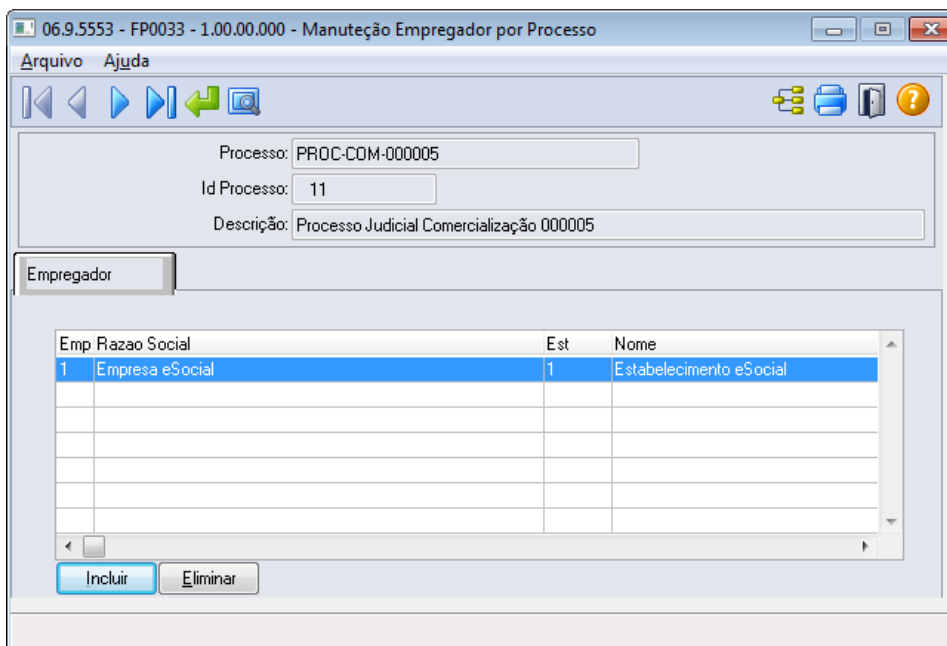 06.9.5553 - FP0033 - 1.00.00.000 - Manuteção Empregador por Processo
Arquivo Ajuda
Processo: PROC-COM-000005
Id Processo: 11
Descrição: Processo Judicial Comercialização 000005
Empregador
Emp Razao Social Est Nome
1 Empresa eSocial 1 Estabelecimento eSocial
Incluir Eliminar